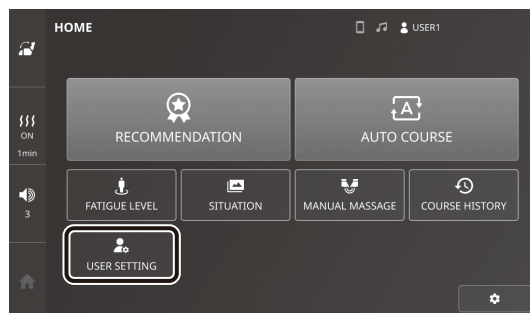 HOME
USER1
ON
1min
3
RECOMMENDATION
A
AUTO COURSE
FATIGUE LEVEL
SITUATION
MANUAL MASSAGE
COURSE HISTORY
USER SETTING